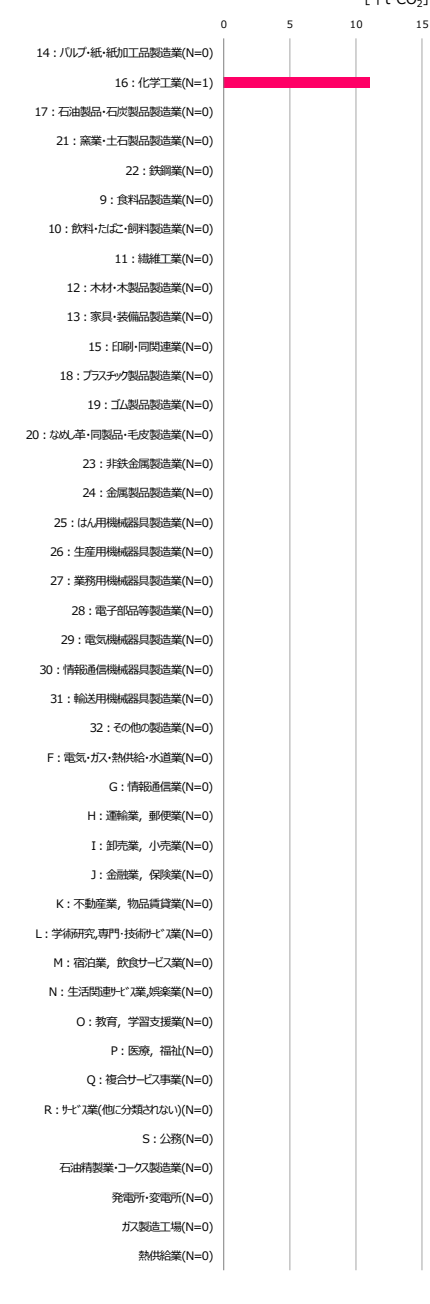 [千t-CO2]
0 5 10 15
14：パルプ・紙・紙加工品製造業(N=0)
16：化学工業(N=1)
17：石油製品・石炭製品製造業(N=0)
21：窯業・土石製品製造業(N=0)
22：鉄鋼業(N=0)
9：食料品製造業(N=0)
10：飲料・たばこ・飼料製造業(N=0)
11：繊維工業(N=0)
12：木材・木製品製造業(N=0)
13：家具・装備品製造業(N=0)
15：印刷・同関連業(N=0)
18：プラスチック製品製造業(N=0)
19：ゴム製品製造業(N=0)
20：なめし革・同製品・毛皮製造業(N=0)
23：非鉄金属製造業(N=0)
24：金属製品製造業(N=0)
25：はん用機械器具製造業(N=0)
26：生産用機械器具製造業(N=0)
27：業務用機械器具製造業(N=0)
28：電子部品等製造業(N=0)
29：電気機械器具製造業(N=0)
30：情報通信機械器具製造業(N=0)
31：輸送用機械器具製造業(N=0)
32：その他の製造業(N=0)
F：電気・ガス・熱供給・水道業(N=0)
G：情報通信業(N=0)
H：運輸業，郵便業(N=0)
I：卸売業，小売業(N=0)
J：金融業，保険業(N=0)
K：不動産業，物品賃貸業(N=0)
L：学術研究,専門・技術ｻｰﾋﾞｽ業(N=0)
M：宿泊業，飲食サービス業(N=0)
N：生活関連ｻｰﾋﾞｽ業,娯楽業(N=0)
O：教育，学習支援業(N=0)
P：医療，福祉(N=0)
Q：複合サービス事業(N=0)
R：ｻｰﾋﾞｽ業(他に分類されない)(N=0)
S：公務(N=0)
石油精製業・コークス製造業(N=0)
発電所・変電所(N=0)
ガス製造工場(N=0)
熱供給業(N=0)